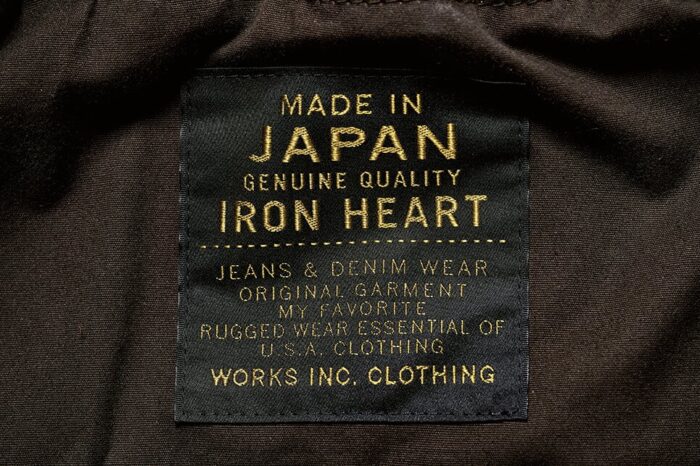 MADE IN
JAPAN
GENUINE QUALITY
IRON HEART
JEANS & DENIM WEAR
ORIGINAL GARMENT
MY FAVORITE
RUGGED WEAR ESSENTIAL OF
U.S.A. CLOTHING
WORKS INC. CLOTHING